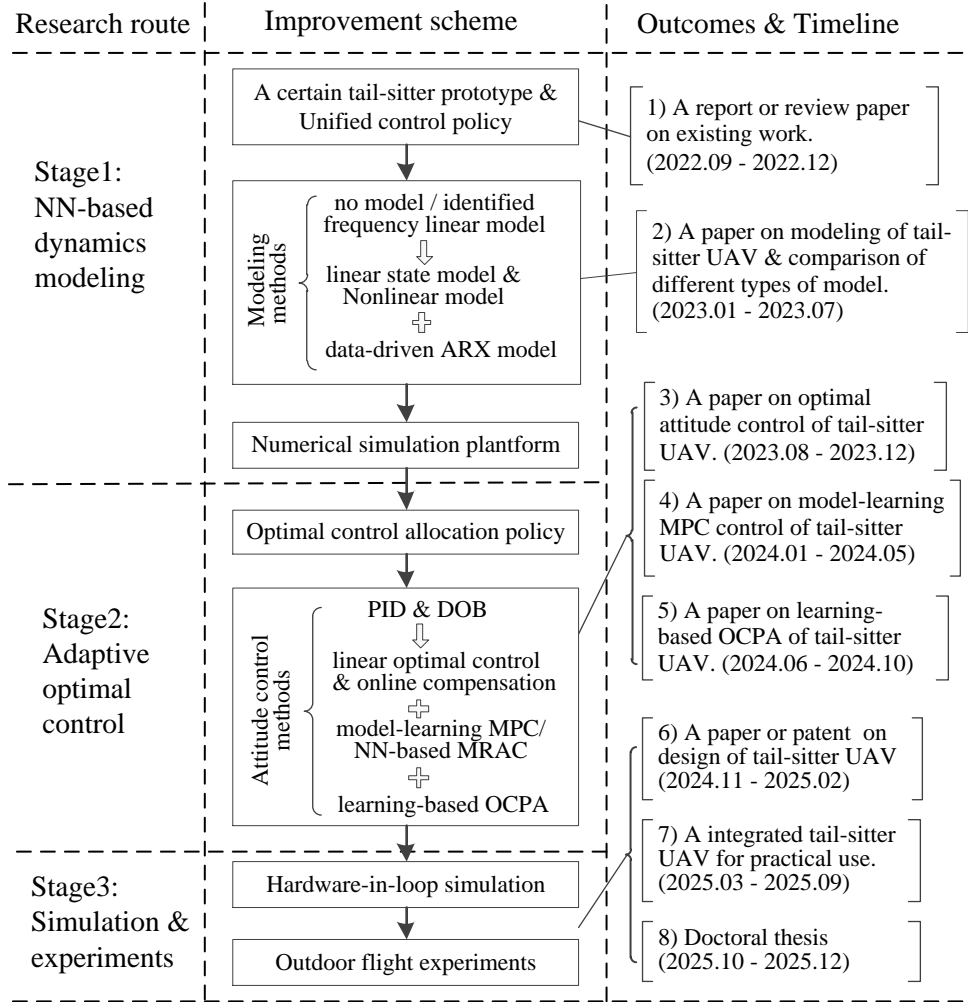 Research route
Improvement scheme
Outcomes & Timeline
Stage1:
NN-based
dynamics
modeling
A certain tail-sitter prototype &
Unified control policy
Modeling
methods
no model / identified
frequency linear model
linear state model &
Nonlinear model
data-driven ARX model
Numerical simulation plantform
1) A report or review paper
on existing work.
(2022.09 - 2022.12)
2) A paper on modeling of tail-
sitter UAV & comparison of
different types of model.
(2023.01 - 2023.07)
Stage2:
Adaptive
optimal
control
Optimal control allocation policy
Attitude control
methods
PID & DOB
linear optimal control
& online compensation
model-learning MPC/
NN-based MRAC
learning-based OCPA
3) A paper on optimal
attitude control of tail-sitter
UAV. (2023.08 - 2023.12)
4) A paper on model-learning
MPC control of tail-sitter
UAV. (2024.01 - 2024.05)
5) A paper on learning-
based OCPA of tail-sitter
UAV. (2024.06 - 2024.10)
Stage3:
Simulation &
experiments
Hardware-in-loop simulation
Outdoor flight experiments
6) A paper or patent on
design of tail-sitter UAV
(2024.11 - 2025.02)
7) A integrated tail-sitter
UAV for practical use.
(2025.03 - 2025.09)
8) Doctoral thesis
(2025.10 - 2025.12)